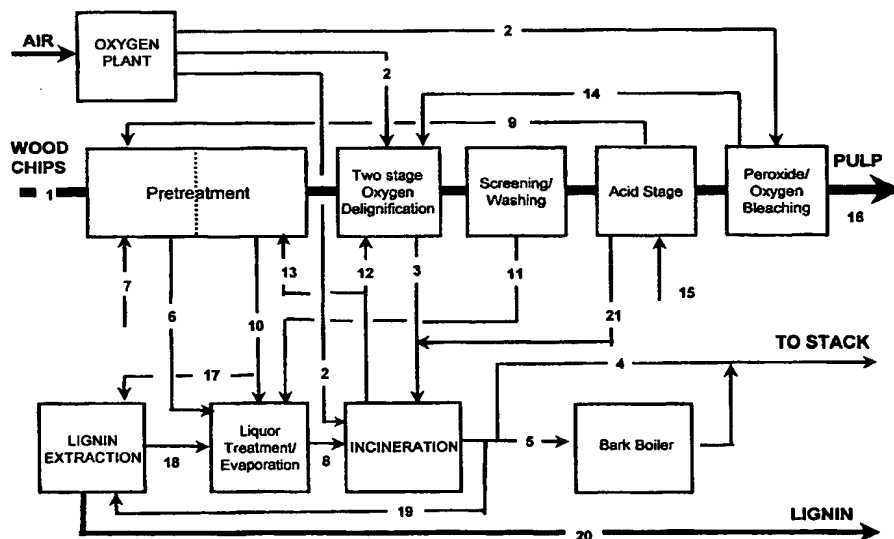 AIR
OXYGEN
PLANT
2
2
14
9
WOOD
CHIPS
1
Pretreatment
Two stage
Oxygen
Delignification
Screening/
Washing
Acid Stage
Peroxide/
Oxygen
Bleaching
PULP
16
7
6
10
13
12
3
11
21
15
17
2
4
TO STACK
LIGNIN
EXTRACTION
18
Liquor
Treatment/
Evaporation
8
INCINERATION
5
Bark Boiler
19
20
LIGNIN